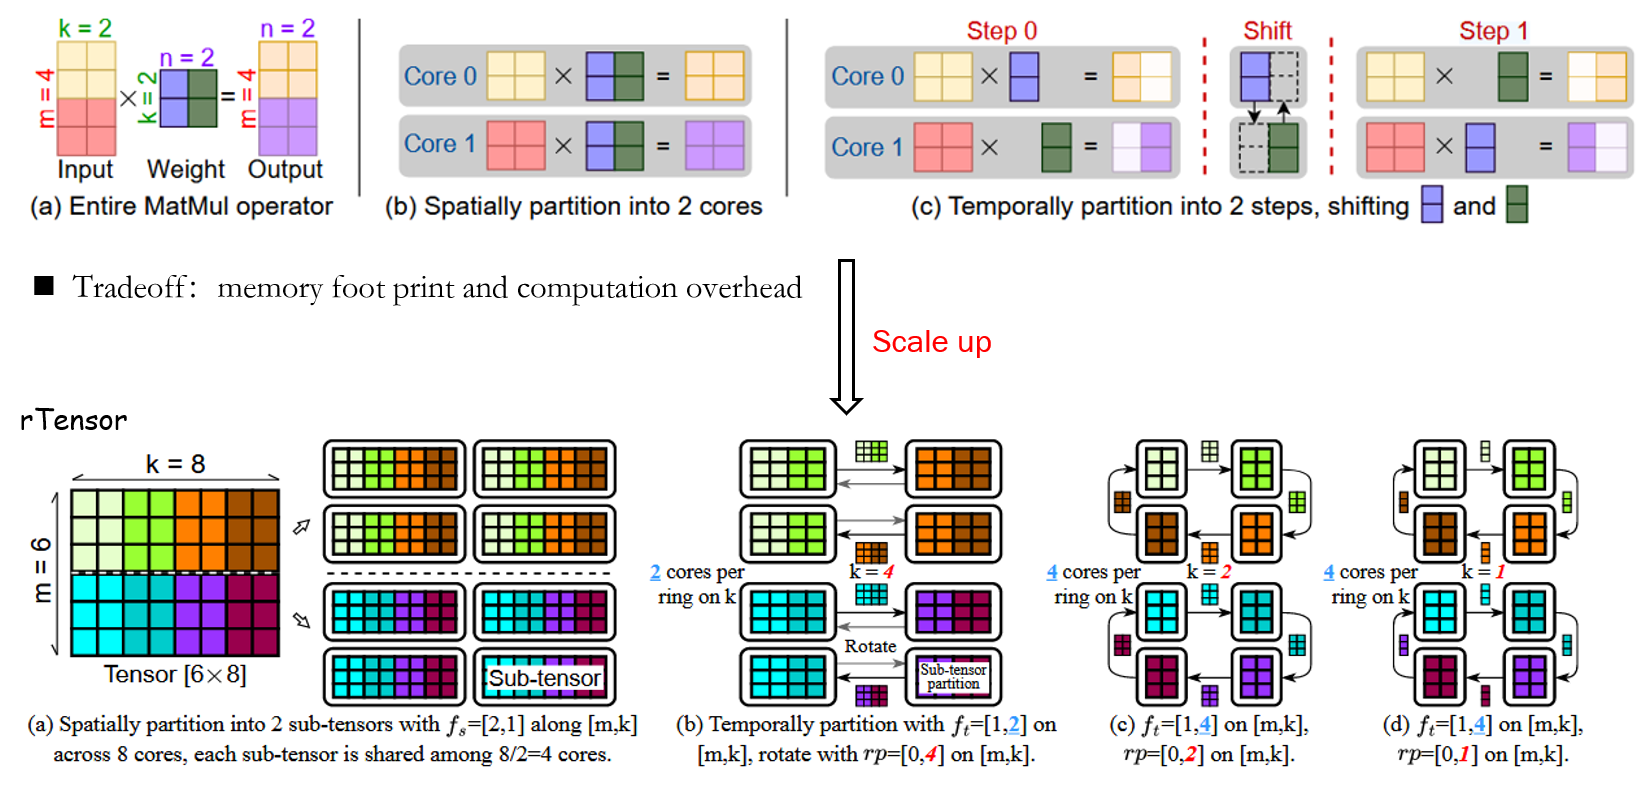 k = 2
m = 4
Input
×
n = 2
k = 2
Weight
=
n = 2
m = 4
Output
(a) Entire MatMul operator
Core 0
×
=
Core 1
×
=
(b) Spatially partition into 2 cores
Step 0
Shift
Step 1
Core 0
×
=
×
=
Core 1
×
=
×
=
(c) Temporally partition into 2 steps, shifting and
■ Tradeoff: memory foot print and computation overhead
Scale up
rTensor
k = 8
m = 6
Tensor [6×8]
Sub-tensor
(a) Spatially partition into 2 sub-tensors with fs=[2,1] along [m,k]
across 8 cores, each sub-tensor is shared among 8/2=4 cores.
2 cores per
ring on k
k = 4
Rotate
Sub-tensor
partition
(b) Temporally partition with ft=[1,2] on
[m,k], rotate with rp=[0,4] on [m,k].
4 cores per
ring on k
k = 2
(c) ft=[1,4] on [m,k],
rp=[0,2] on [m,k].
4 cores per
ring on k
k = 1
(d) ft=[1,4] on [m,k],
rp=[0,1] on [m,k].